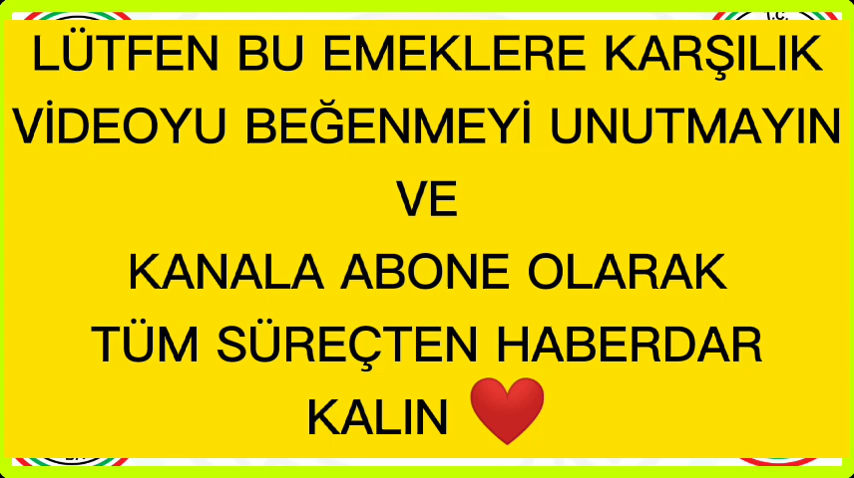 T.C.
LÜTFEN BU EMEKLERE KARŞILIK
VİDEOYU BEĞENMEYİ UNUTMAYIN
VE
KANALA ABONE OLARAK
TÜM SÜREÇTEN HABERDAR
KALIN ❤️